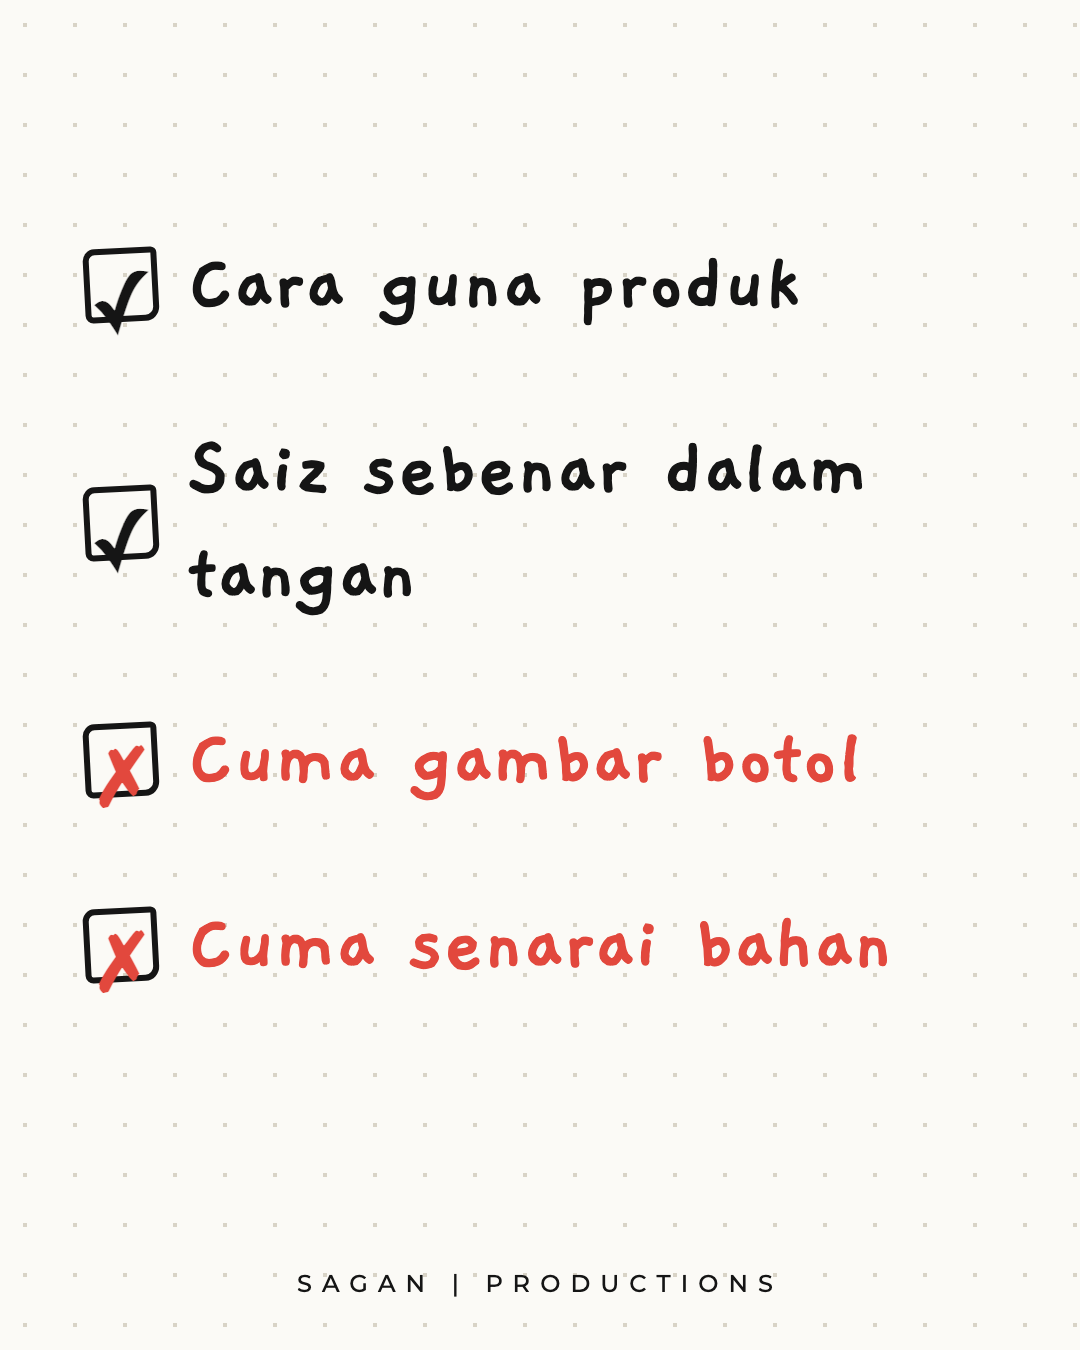 Cara guna produk
Saiz sebenar dalam
tangan
Cuma gambar botol
Cuma senarai bahan
SAGAN | PRODUCTIONS